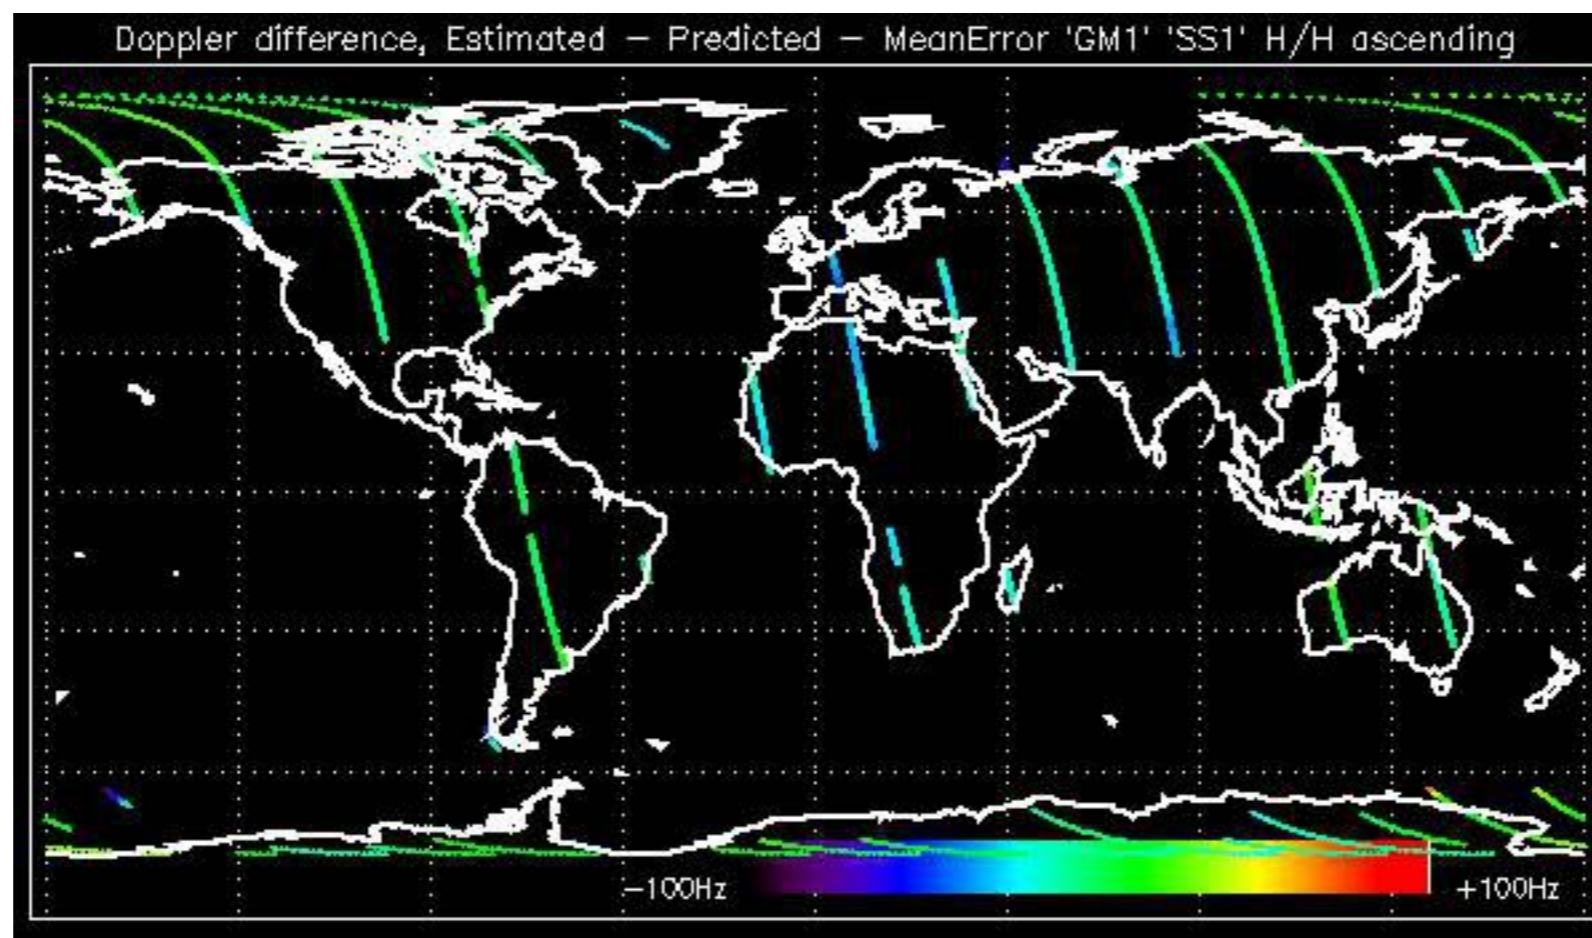 Doppler difference, Estimated − Predicted − MeanError 'GM1' 'SS1' H/H ascending
−100Hz +100Hz